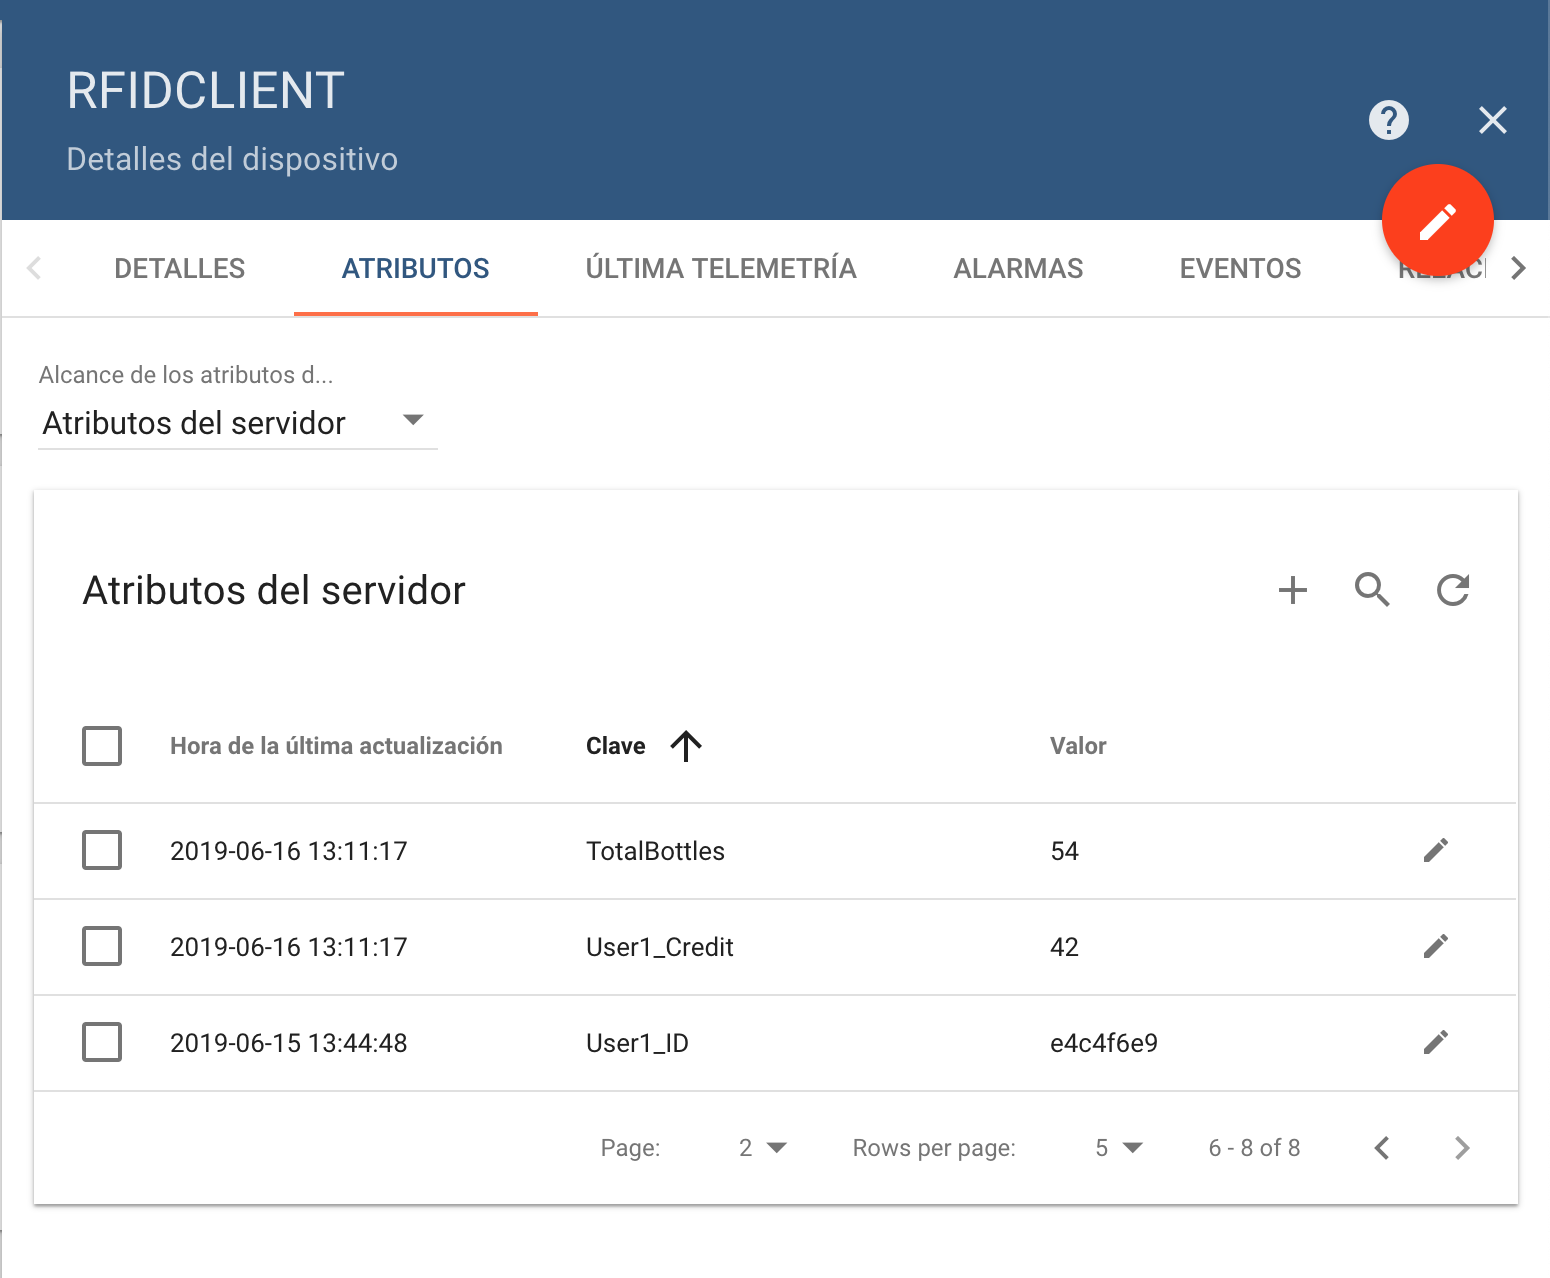 RFIDCLIENT
Detalles del dispositivo
?
DETALLES ATRIBUTOS ÚLTIMA TELEMETRÍA ALARMAS EVENTOS
Alcance de los atributos d...
Atributos del servidor
Atributos del servidor
Hora de la última actualización Clave Valor
2019-06-16 13:11:17 TotalBottles 54
2019-06-16 13:11:17 User1_Credit 42
2019-06-15 13:44:48 User1_ID e4c4f6e9
Page: 2 Rows per page: 5 6 - 8 of 8